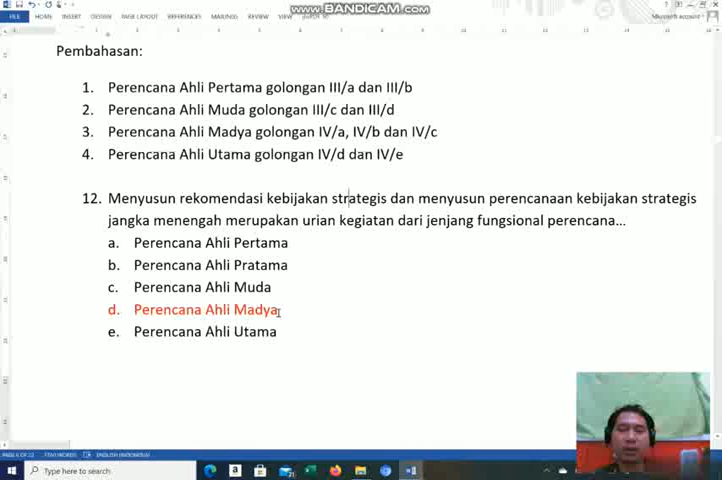 www.BANDICAM.com
FILE HOME INSERT DESIGN PAGE LAYOUT REFERENCES MAILINGS REVIEW VIEW
Microsoft account
Pembahasan:
1. Perencana Ahli Pertama golongan III/a dan III/b
2. Perencana Ahli Muda golongan III/c dan III/d
3. Perencana Ahli Madya golongan IV/a, IV/b dan IV/c
4. Perencana Ahli Utama golongan IV/d dan IV/e
12. Menyusun rekomendasi kebijakan strategis dan menyusun perencanaan kebijakan strategis
jangka menengah merupakan urian kegiatan dari jenjang fungsional perencana...
a. Perencana Ahli Pertama
b. Perencana Ahli Pratama
c. Perencana Ahli Muda
d. Perencana Ahli Madya
e. Perencana Ahli Utama
ENGLISH (INDONESIA)
Type here to search